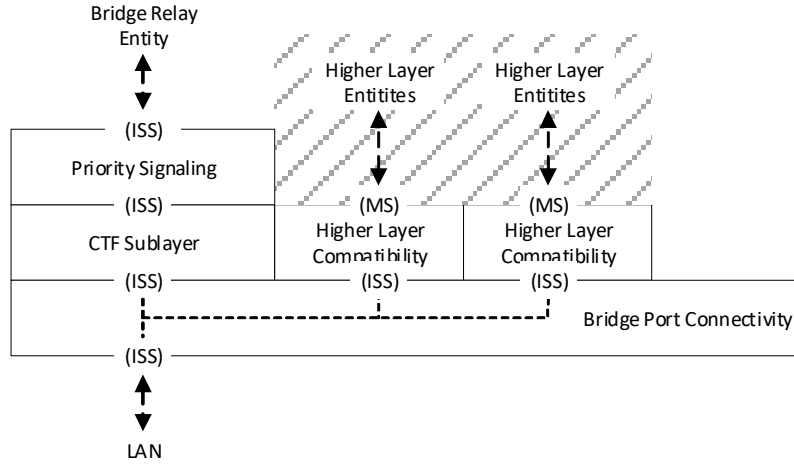 Bridge Relay
Entity
Higher Layer
Entitites
Higher Layer
Entitites
(ISS)
Priority Signaling
(ISS)
(MS)
(MS)
CTF Sublayer
Higher Layer
Compatibility
Higher Layer
Compatibility
(ISS)
(ISS)
(ISS)
Bridge Port Connectivity
(ISS)
LAN